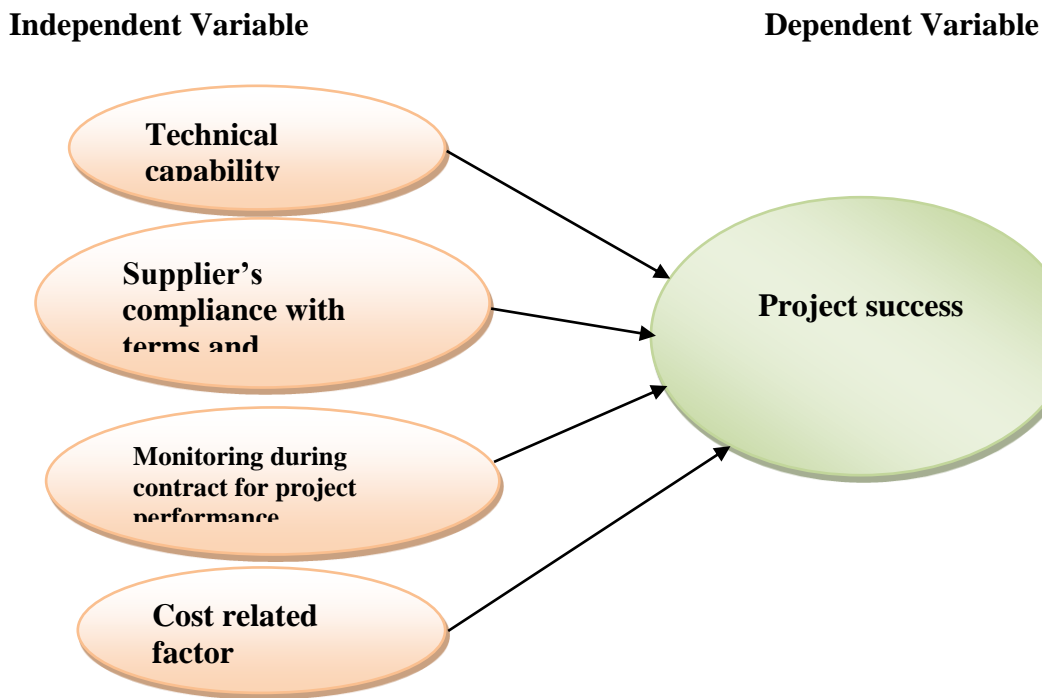 Independent Variable
Dependent Variable
Technical
capability
Supplier’s
compliance with
terms and
Monitoring during
contract for project
performance
Cost related
factor
Project success